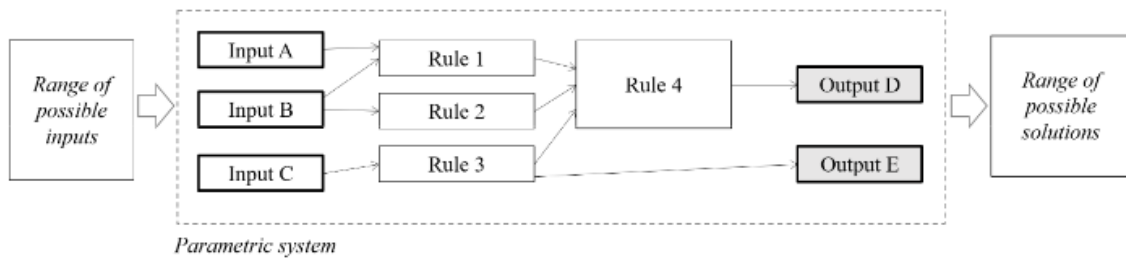 Range of
possible
inputs
Input A
Input B
Input C
Rule 1
Rule 2
Rule 3
Rule 4
Output D
Output E
Range of
possible
solutions
Parametric system